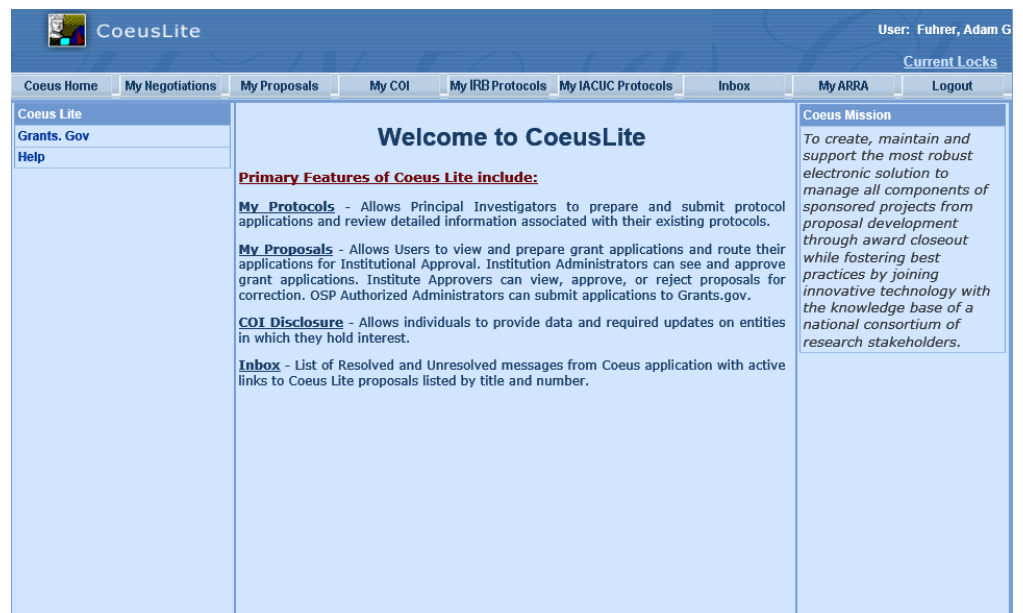 CoeusLite
User: Fuhrer, Adam G
Current Locks
Coeus Home My Negotiations My Proposals My COI My IRB Protocols My IACUC Protocols Inbox My ARRA Logout
Coeus Lite
Grants. Gov
Help
Welcome to CoeusLite
Primary Features of Coeus Lite include:
My Protocols - Allows Principal Investigators to prepare and submit protocol
applications and review detailed information associated with their existing protocols.
My Proposals - Allows Users to view and prepare grant applications and route their
applications for Institutional Approval. Institution Administrators can see and approve
grant applications. Institute Approvers can view, approve, or reject proposals for
correction. OSP Authorized Administrators can submit applications to Grants.gov.
COI Disclosure - Allows individuals to provide data and required updates on entities
in which they hold interest.
Inbox - List of Resolved and Unresolved messages from Coeus application with active
links to Coeus Lite proposals listed by title and number.
Coeus Mission
To create, maintain and
support the most robust
electronic solution to
manage all components of
sponsored projects from
proposal development
through award closeout
while fostering best
practices by joining
innovative technology with
the knowledge base of a
national consortium of
research stakeholders.